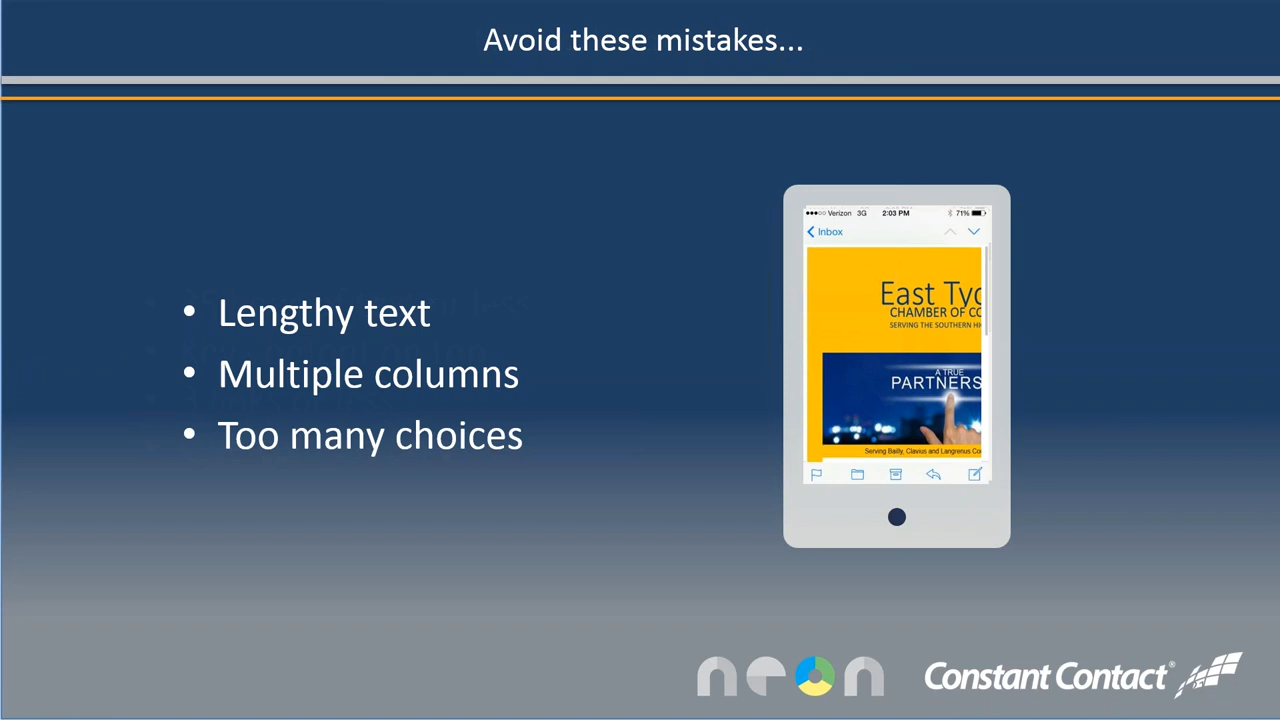 Avoid these mistakes...
• Lengthy text
• Multiple columns
• Too many choices
Verizon 3G 2:03 PM 71%
Inbox
East Tyc
CHAMBER OF CO
SERVING THE SOUTHERN
A TRUE
PARTNERS
Serving Bailly, Clavius and Langrenus Co
neon
Constant Contact®